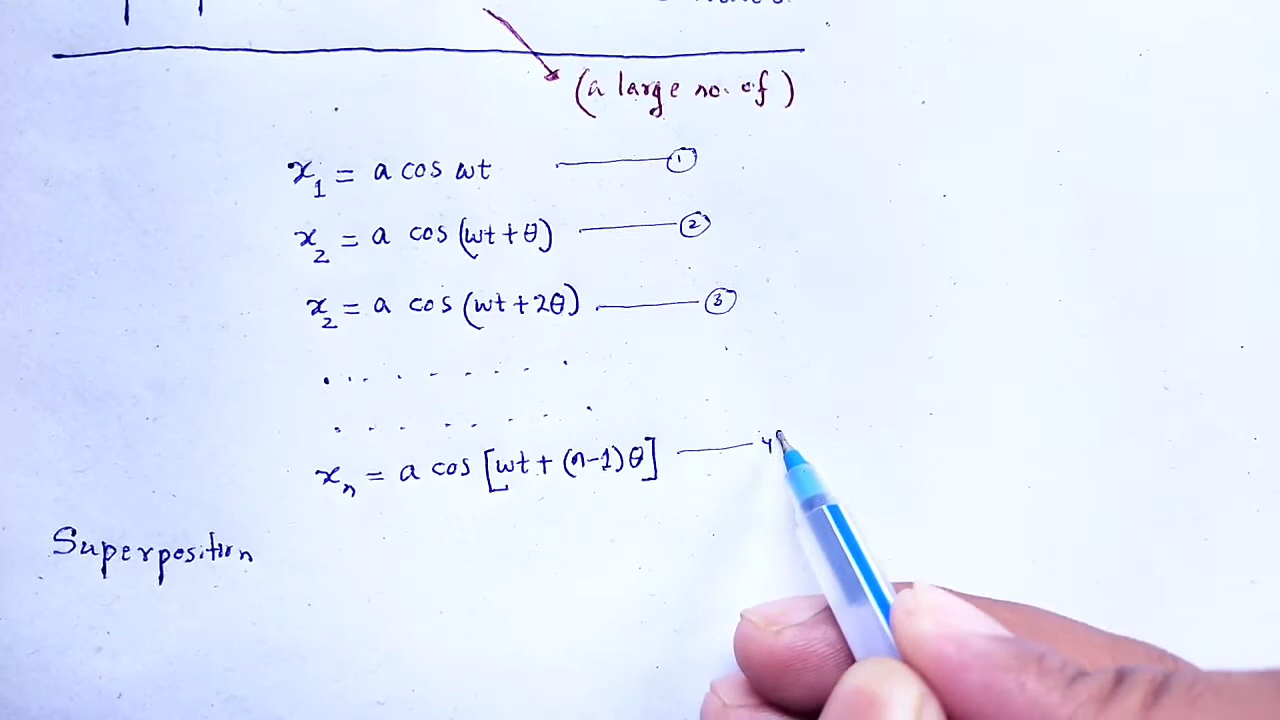 (a large no. of)
x₁ = a cos ωt ——— ①
x₂ = a cos (ωt + θ) ——— ②
x₂ = a cos (ωt + 2θ) ——— ③
. . . . . . .
. . . . . . .
xₙ = a cos [ωt + (n-1)θ] ——— 4
Superposition